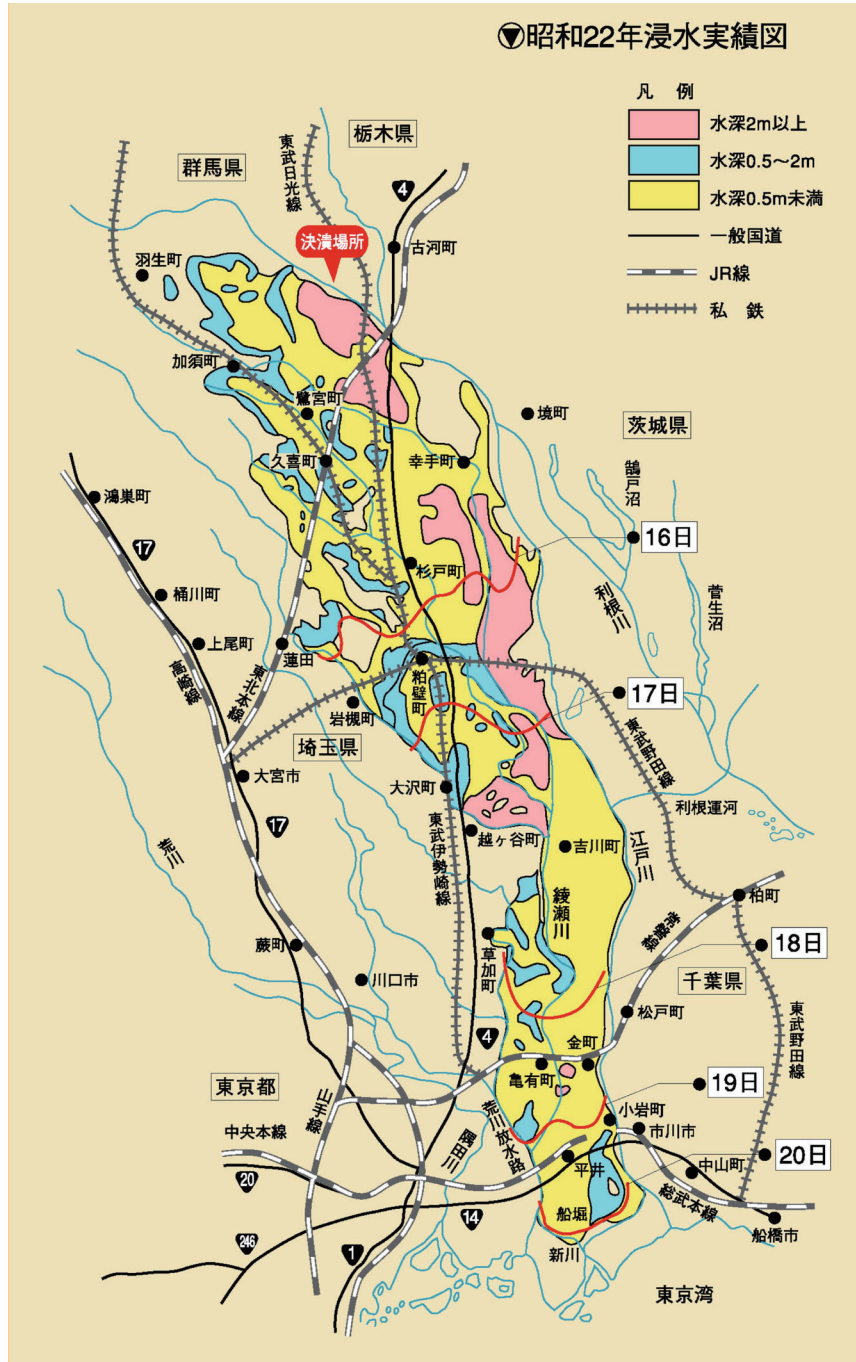 ▼昭和22年浸水実績図
凡 例
水深2m以上
水深0.5～2m
水深0.5m未満
一般国道
JR線
私 鉄
栃木県
群馬県
東武日光線
4
決潰場所
古河町
羽生町
加須町
鷲宮町
境町
茨城県
久喜町
幸手町
鵠戸沼
鴻巣町
16日
17
杉戸町
菅生沼
桶川町
利根川
上尾町
蓮田
高崎線
東北本線
粕壁町
17日
岩槻町
東武野田線
埼玉県
大宮市
大沢町
利根運河
17
東武伊勢崎線
越ヶ谷町
荒川
吉川町
江戸川
綾瀬川
柏町
常磐線
蕨町
草加町
18日
川口市
千葉県
松戸町
4
金町
東武野田線
亀有町
東京都
19日
山手線
荒川放水路
小岩町
中央本線
市川市
隅田川
平井
中山町
20日
20
総武本線
14
船堀
船橋市
246
1
新川
東京湾